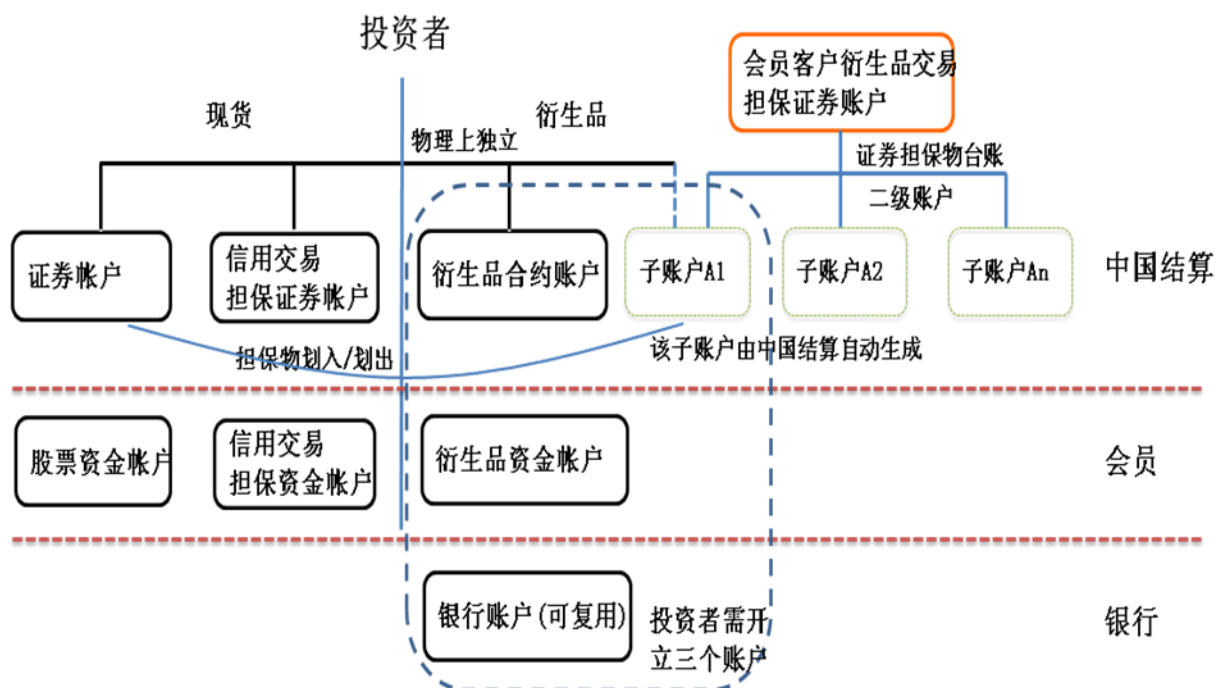 投资者
会员客户衍生品交易
担保证券账户
现货
衍生品
物理上独立
证券担保物台账
二级账户
证券帐户
信用交易
担保证券帐户
衍生品合约账户
子账户A1
子账户A2
子账户An
中国结算
担保物划入/划出
该子账户由中国结算自动生成
股票资金帐户
信用交易
担保资金帐户
衍生品资金帐户
会员
银行账户(可复用)
投资者需开
立三个账户
银行